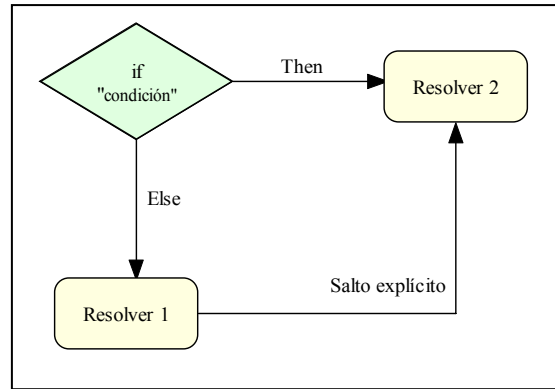 if
"condición"
Then
Resolver 2
Else
Salto explícito
Resolver 1